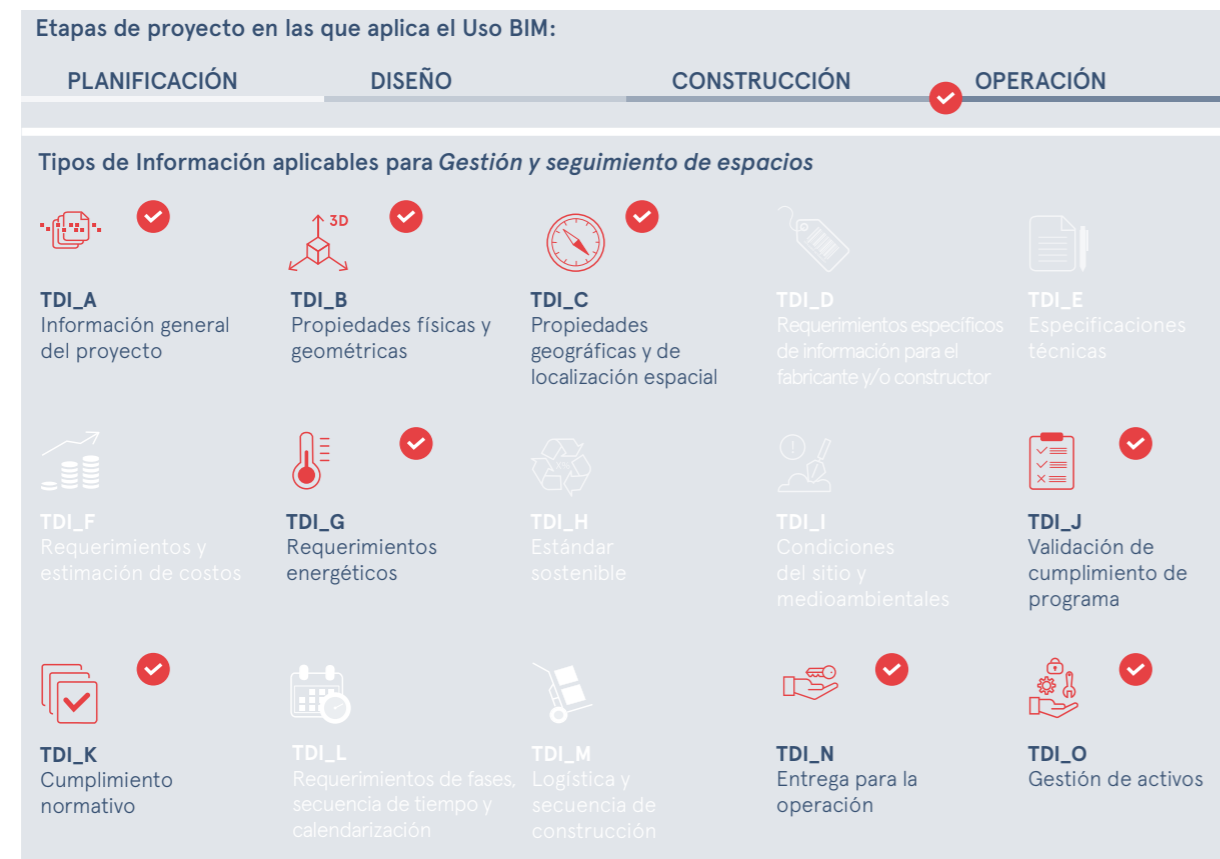 Etapas de proyecto en las que aplica el Uso BIM:
PLANIFICACIÓN DISEÑO CONSTRUCCIÓN OPERACIÓN
Tipos de Información aplicables para Gestión y seguimiento de espacios
3D
TDI_A
Información general
del proyecto
TDI_B
Propiedades físicas y
geométricas
TDI_C
Propiedades
geográficas y de
localización espacial
TDI_D
Requerimientos específicos
de información para el
fabricante y/o constructor
TDI_E
Especificaciones
técnicas
TDI_F
Requerimientos y
estimación de costos
TDI_G
Requerimientos
energéticos
TDI_H
Estándar
sostenible
TDI_I
Condiciones
del sitio y
medioambientales
TDI_J
Validación de
cumplimiento de
programa
TDI_K
Cumplimiento
normativo
TDI_L
Requerimientos de fases,
secuencia de tiempo y
calendarización
TDI_M
Logística y
secuencia de
construcción
TDI_N
Entrega para la
operación
TDI_O
Gestión de activos